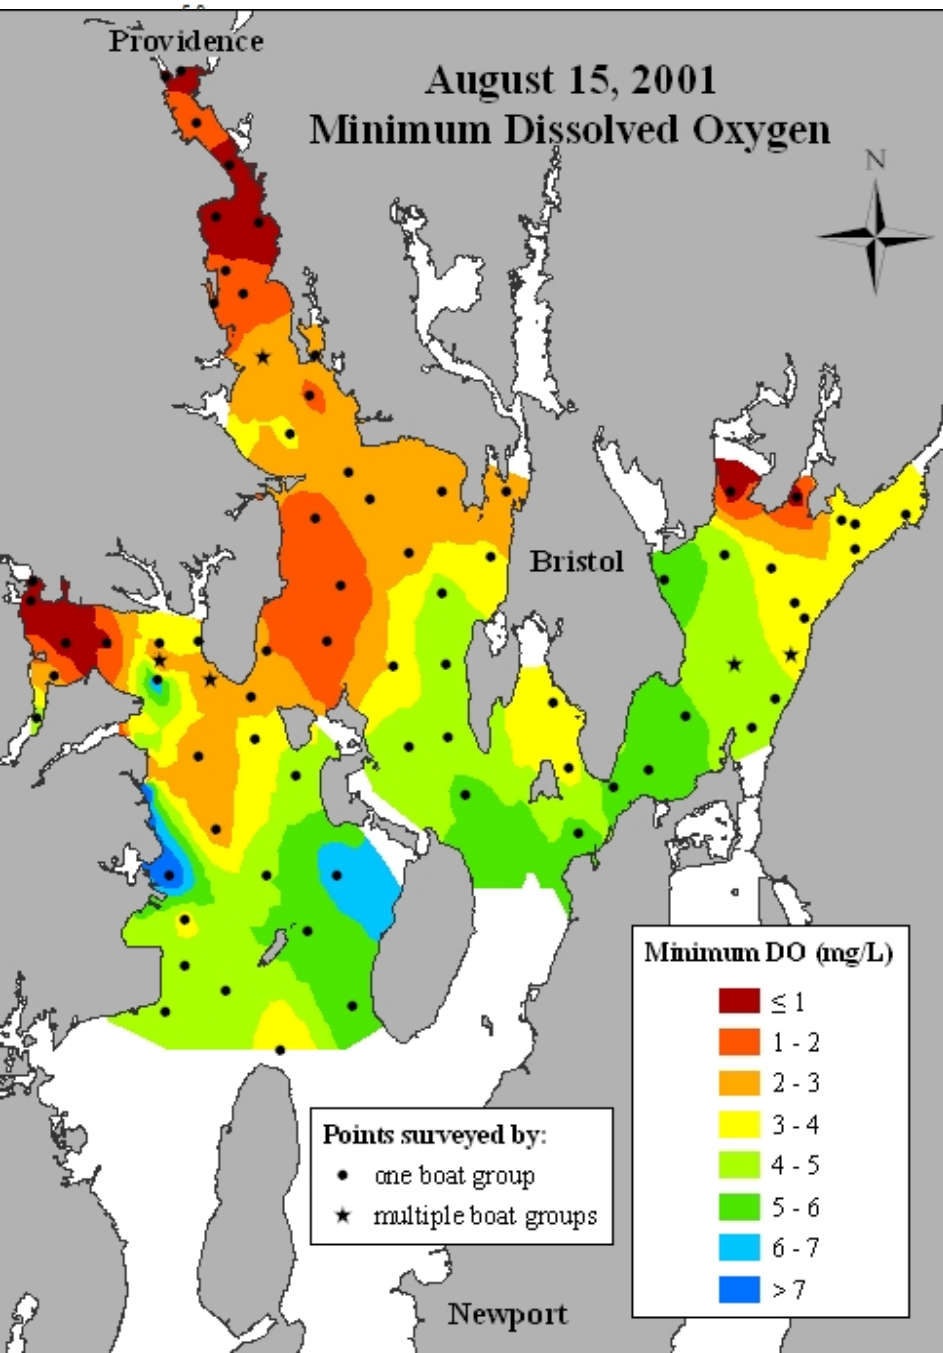 Providence
August 15, 2001
Minimum Dissolved Oxygen
N
Bristol
Minimum DO (mg/L)
≤ 1
1 - 2
2 - 3
3 - 4
4 - 5
5 - 6
6 - 7
> 7
Points surveyed by:
one boat group
multiple boat groups
Newport